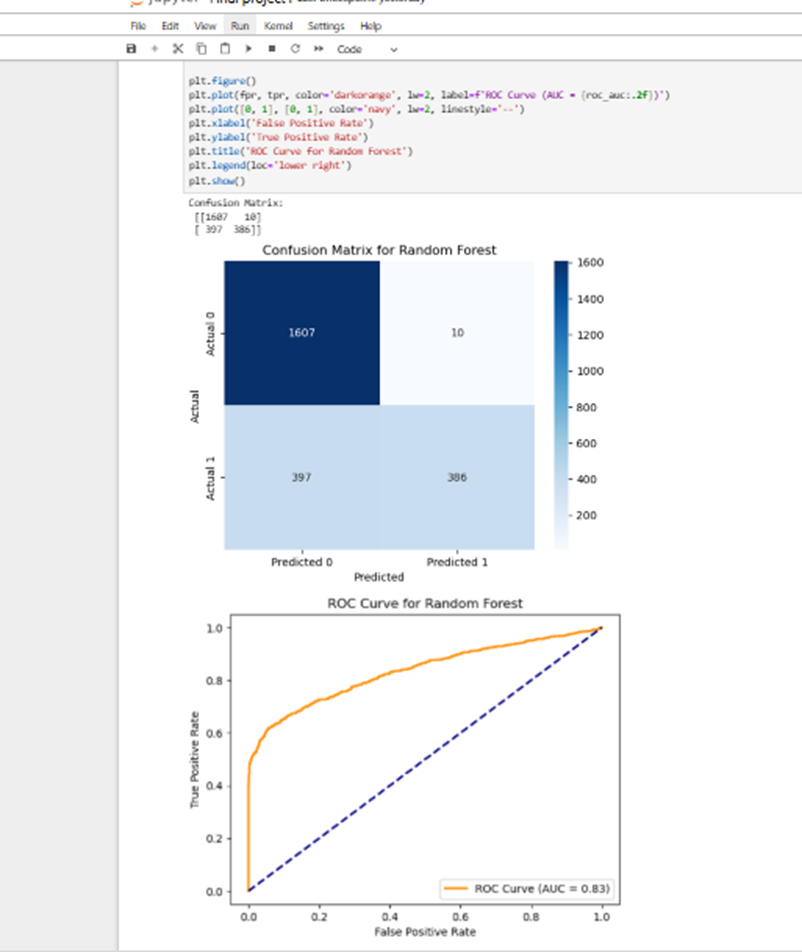 File Edit View Run Kernel Settings Help
Code
plt.figure()
plt.plot(fpr, tpr, color='darkorange', lw=2, label=f'ROC Curve (AUC = {roc_auc:.2f})')
plt.plot([0, 1], [0, 1], color='navy', lw=2, linestyle='--')
plt.xlabel('False Positive Rate')
plt.ylabel('True Positive Rate')
plt.title('ROC Curve for Random Forest')
plt.legend(loc='lower right')
plt.show()
Confusion Matrix:
[[1607 10]
[ 397 386]]
Confusion Matrix for Random Forest
1600
1400
1200
1000
800
600
400
200
Actual 0
1607 10
Actual
Actual 1
397 386
Predicted 0 Predicted 1
Predicted
ROC Curve for Random Forest
1.0
0.8
0.6
0.4
0.2
0.0
True Positive Rate
ROC Curve (AUC = 0.83)
0.0 0.2 0.4 0.6 0.8 1.0
False Positive Rate